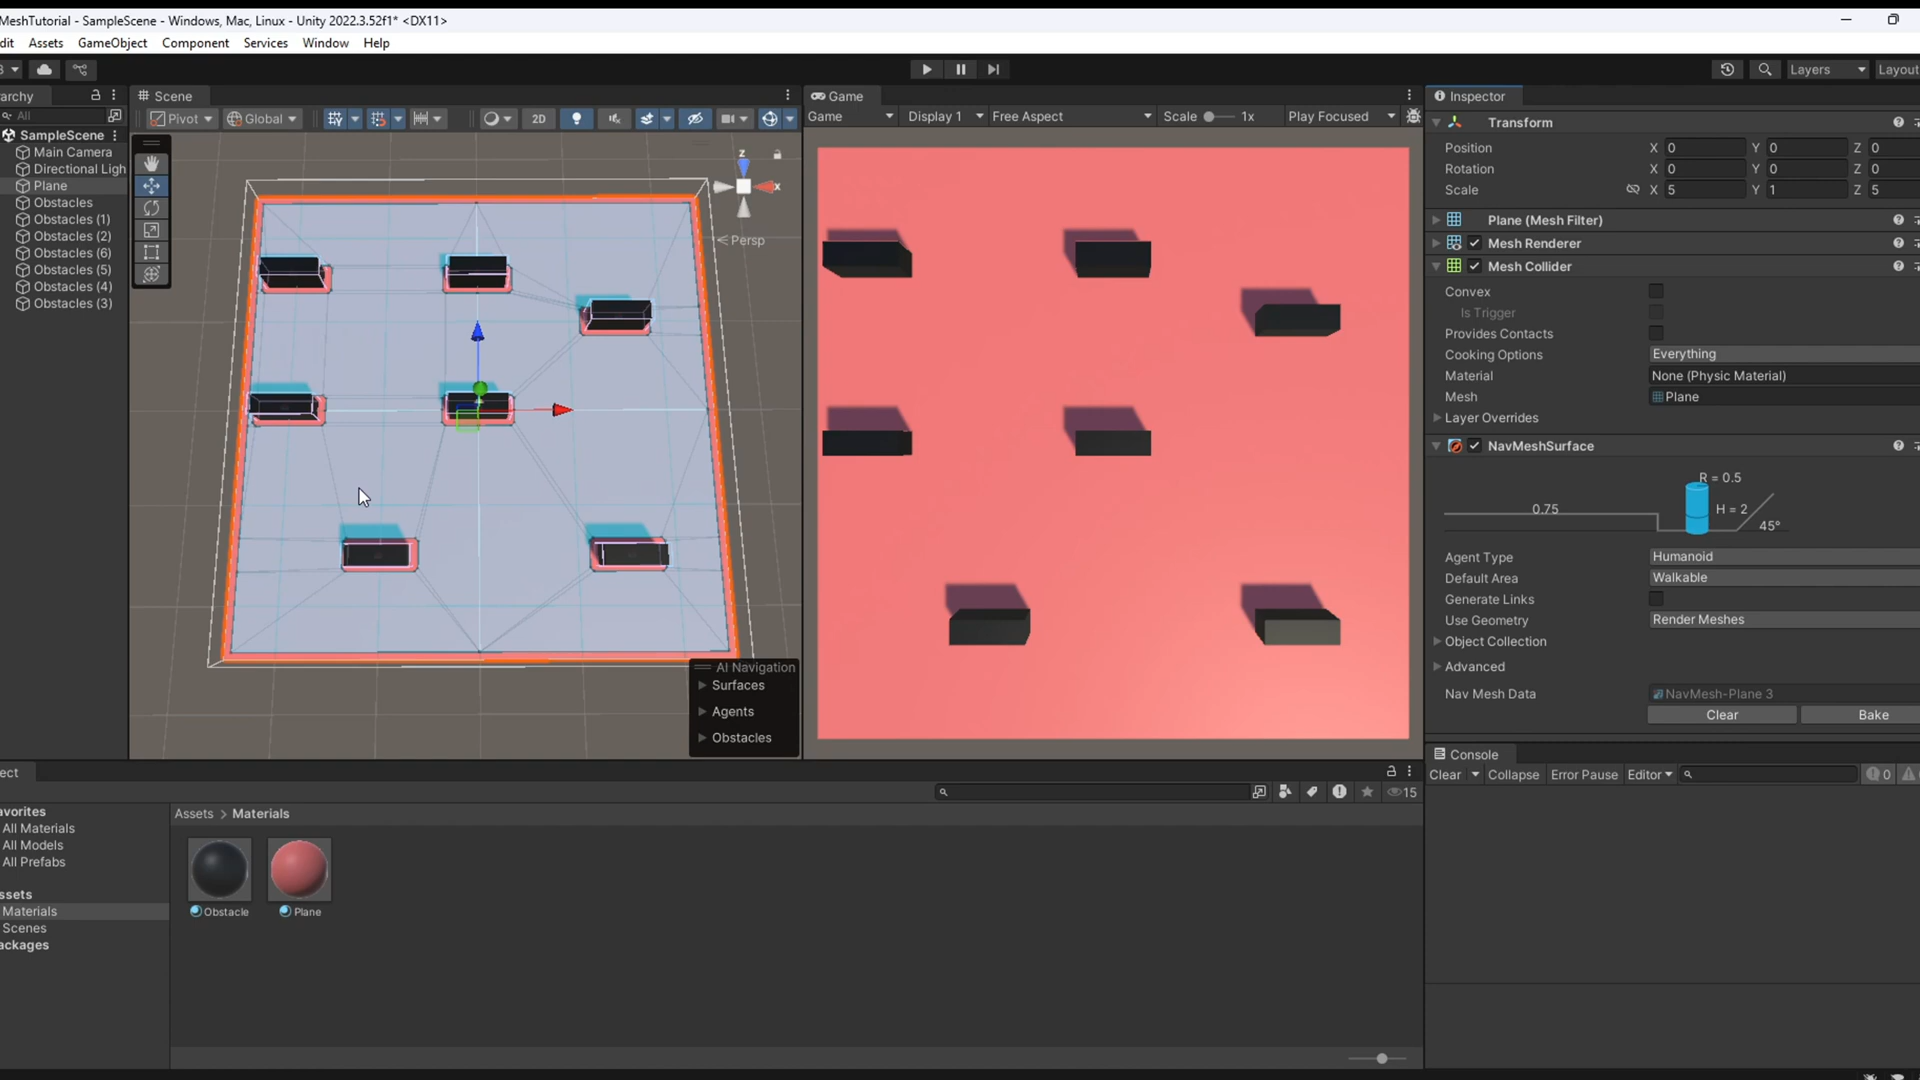 MeshTutorial - SampleScene - Windows, Mac, Linux - Unity 2022.3.52f1* <DX11>
dit Assets GameObject Component Services Window Help
Layers Layout
archy
All
SampleScene
Main Camera
Directional Ligh
Plane
Obstacles
Obstacles (1)
Obstacles (2)
Obstacles (6)
Obstacles (5)
Obstacles (4)
Obstacles (3)
Scene
Pivot Global 2D
z
x
Persp
AI Navigation
Surfaces
Agents
Obstacles
Game
Game Display 1 Free Aspect Scale 1x Play Focused
Inspector
Transform
Position X 0 Y 0 Z 0
Rotation X 0 Y 0 Z 0
Scale X 5 Y 1 Z 5
Plane (Mesh Filter)
Mesh Renderer
Mesh Collider
Convex
Is Trigger
Provides Contacts
Cooking Options Everything
Material None (Physic Material)
Mesh Plane
Layer Overrides
NavMeshSurface
R = 0.5
0.75 H = 2
45°
Agent Type Humanoid
Default Area Walkable
Generate Links
Use Geometry Render Meshes
Object Collection
Advanced
Nav Mesh Data NavMesh-Plane 3
Clear Bake
Console
Clear Collapse Error Pause Editor 0
ect
15
avorites
All Materials
All Models
All Prefabs
ssets
Materials
Scenes
ackages
Assets > Materials
Obstacle Plane